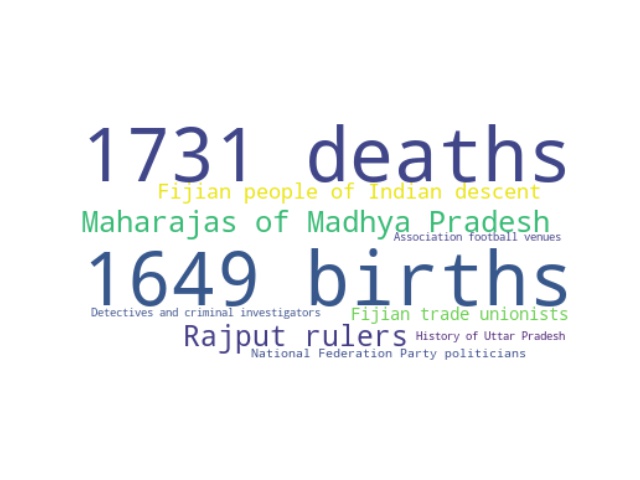 1731 deaths
Fijian people of Indian descent
Maharajas of Madhya Pradesh
Association football venues
1649 births
Detectives and criminal investigators
Fijian trade unionists
Rajput rulers
History of Uttar Pradesh
National Federation Party politicians